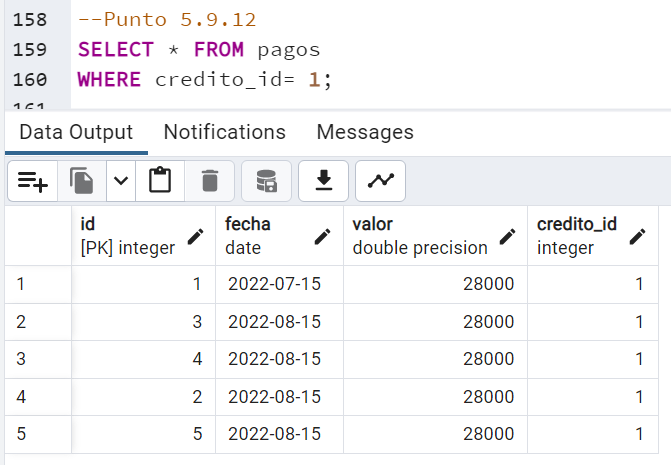 158 --Punto 5.9.12
159 SELECT * FROM pagos
160 WHERE credito_id= 1;
161
Data Output Notifications Messages
id fecha valor credito_id
[PK] integer date double precision integer
1 1 2022-07-15 28000 1
2 3 2022-08-15 28000 1
3 4 2022-08-15 28000 1
4 2 2022-08-15 28000 1
5 5 2022-08-15 28000 1